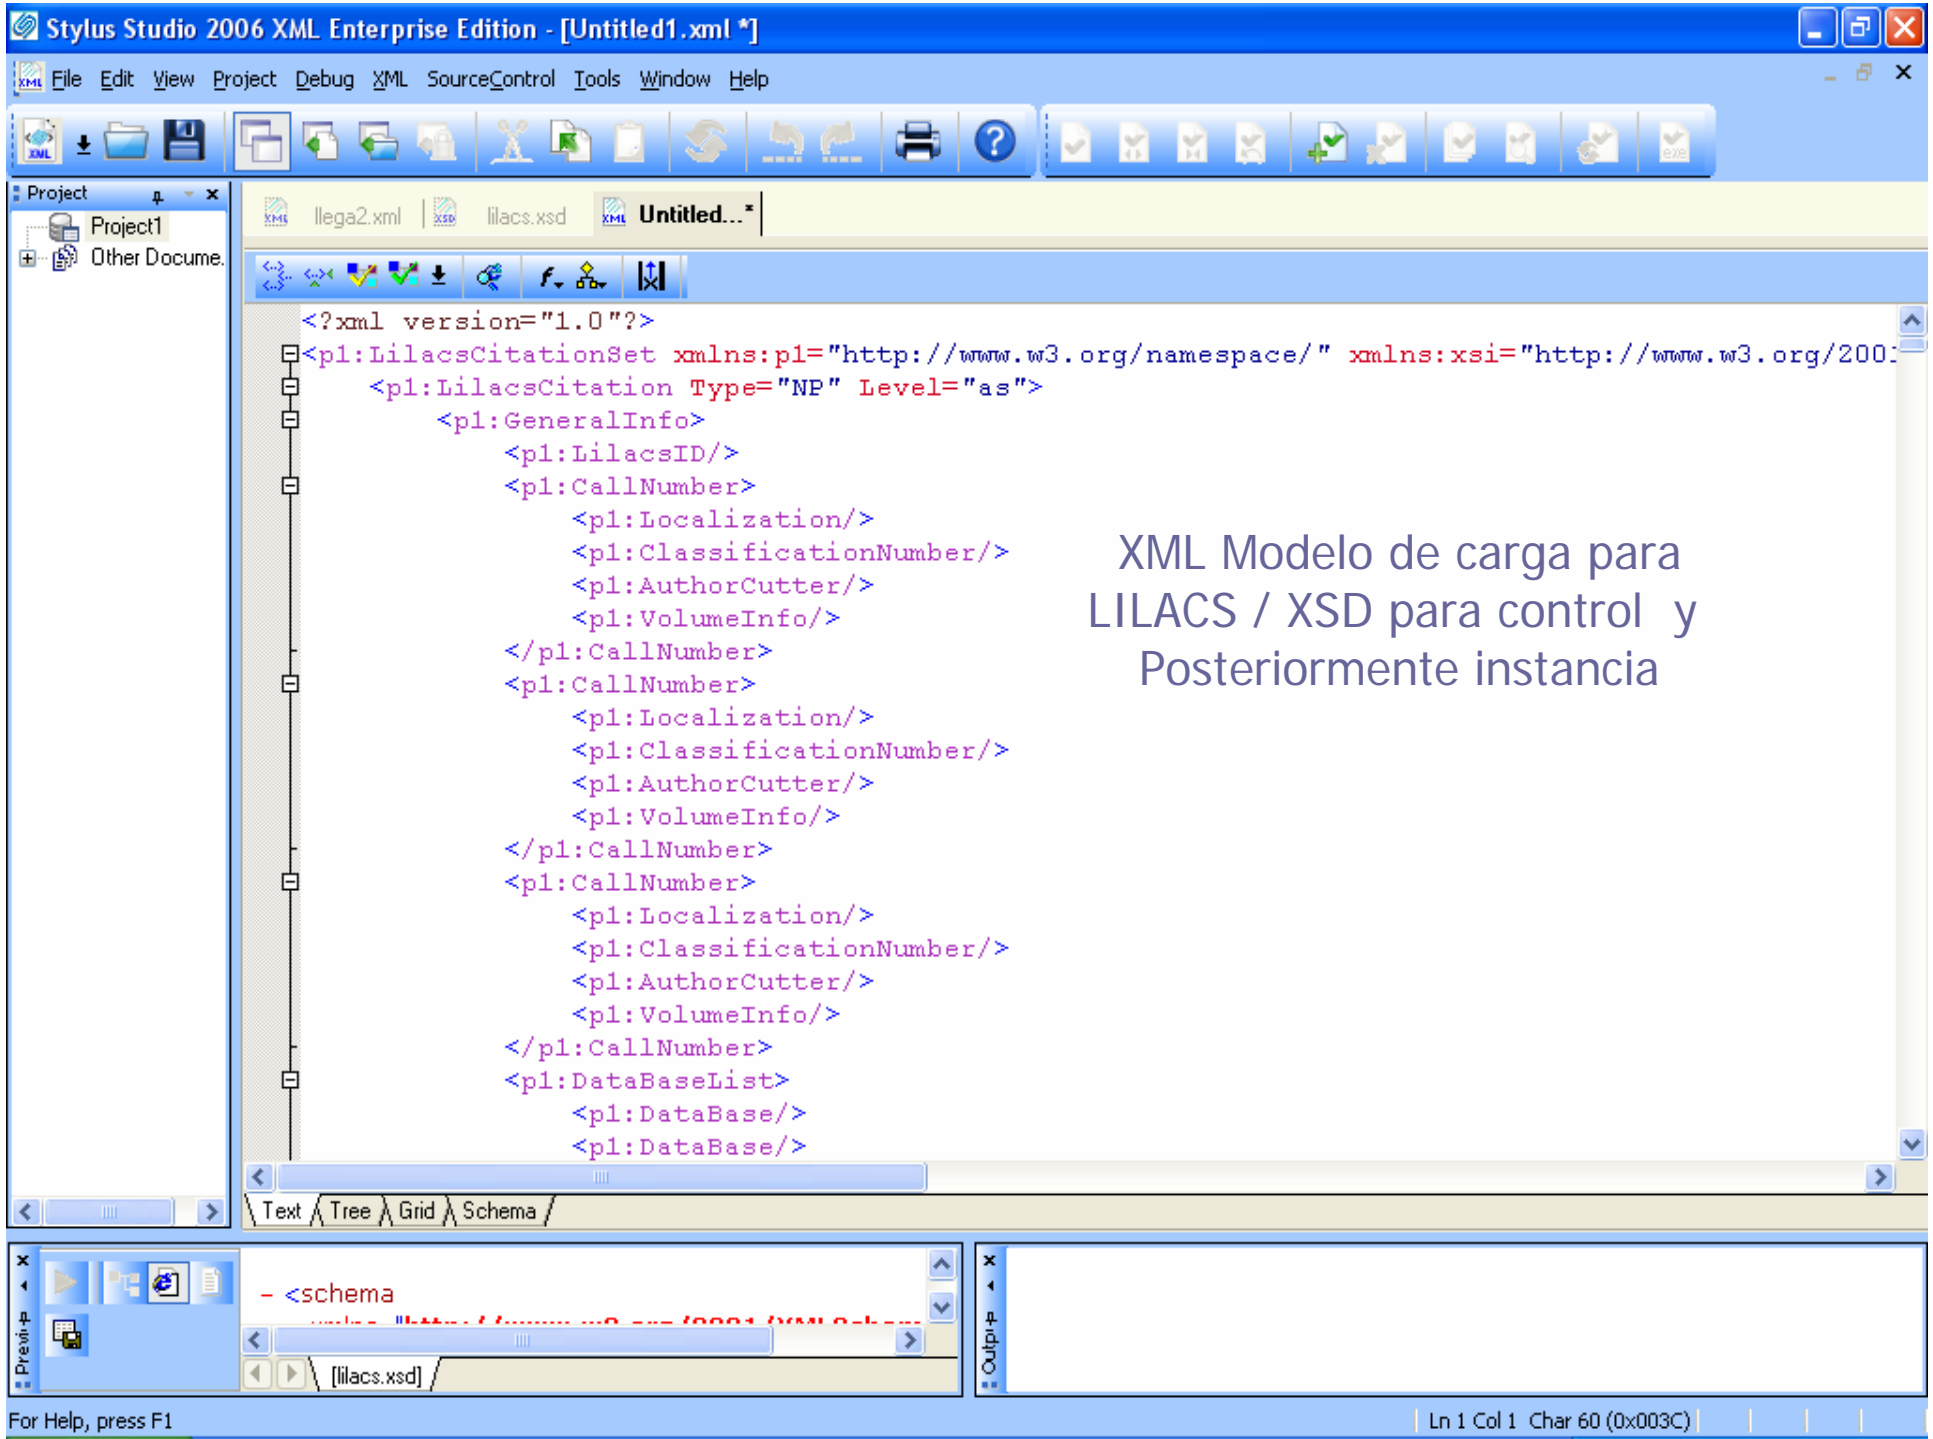 Stylus Studio 2006 XML Enterprise Edition - [Untitled1.xml *]
File Edit View Project Debug XML SourceControl Tools Window Help
Project
Project1
Other Docume.
llega2.xml lilacs.xsd Untitled...*
<?xml version="1.0"?>
<p1:LilacsCitationSet xmlns:p1="http://www.w3.org/namespace/" xmlns:xsi="http://www.w3.org/200
<p1:LilacsCitation Type="NP" Level="as">
<p1:GeneralInfo>
<p1:LilacsID/>
<p1:CallNumber>
<p1:Localization/>
<p1:ClassificationNumber/>
<p1:AuthorCutter/>
<p1:VolumeInfo/>
</p1:CallNumber>
<p1:CallNumber>
<p1:Localization/>
<p1:ClassificationNumber/>
<p1:AuthorCutter/>
<p1:VolumeInfo/>
</p1:CallNumber>
<p1:CallNumber>
<p1:Localization/>
<p1:ClassificationNumber/>
<p1:AuthorCutter/>
<p1:VolumeInfo/>
</p1:CallNumber>
<p1:DataBaseList>
<p1:DataBase/>
<p1:DataBase/>
XML Modelo de carga para
LILACS / XSD para control y
Posteriormente instancia
Text Tree Grid Schema
- <schema
[lilacs.xsd]
For Help, press F1
Ln 1 Col 1 Char 60 (0x003C)